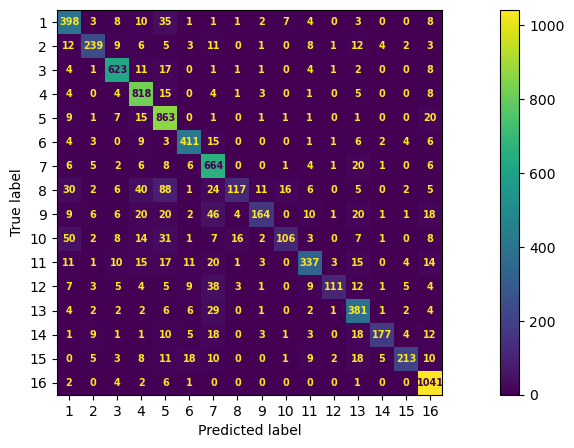 1 398 3 8 10 35 1 1 1 2 7 4 0 3 0 0 8
2 12 239 9 6 5 3 11 0 1 0 8 1 12 4 2 3
3 4 1 623 11 17 0 1 1 1 0 4 1 2 0 0 8
4 4 0 4 818 15 0 4 1 3 0 1 0 5 0 0 8
5 9 1 7 15 863 0 1 0 1 1 1 0 1 0 0 20
6 4 3 0 9 3 411 15 0 0 0 1 1 6 2 4 6
7 6 5 2 6 8 6 664 0 0 1 4 1 20 1 0 6
8 30 2 6 40 88 1 24 117 11 16 6 0 5 0 2 5
9 9 6 6 20 20 2 46 4 164 0 10 1 20 1 1 18
10 50 2 8 14 31 1 7 16 2 106 3 0 7 1 0 8
11 11 1 10 15 17 11 20 1 3 0 337 3 15 0 4 14
12 7 3 5 4 5 9 38 3 1 0 9 111 12 1 5 4
13 4 2 2 2 6 6 29 0 1 0 2 1 381 1 2 4
14 1 9 1 1 10 5 18 0 3 1 3 0 18 177 4 12
15 0 5 3 8 11 18 10 0 0 1 9 2 18 5 213 10
16 2 0 4 2 6 1 0 0 0 0 0 0 1 0 0 1041
1 2 3 4 5 6 7 8 9 10 11 12 13 14 15 16
Predicted label
True label
1000
800
600
400
200
0